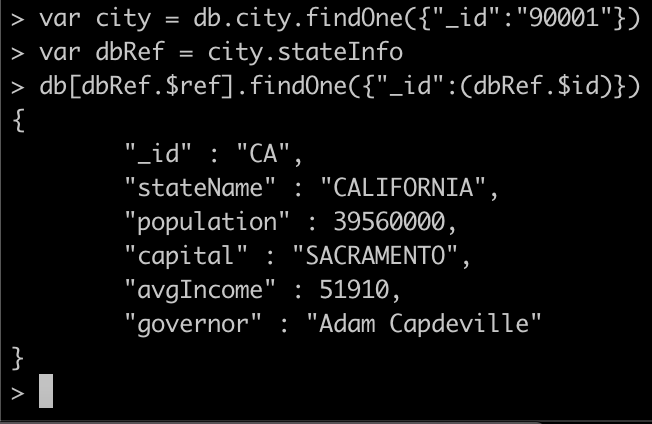 > var city = db.city.findOne({"_id":"90001"})
> var dbRef = city.stateInfo
> db[dbRef.$ref].findOne({"_id":(dbRef.$id)})
{
        "_id" : "CA",
        "stateName" : "CALIFORNIA",
        "population" : 39560000,
        "capital" : "SACRAMENTO",
        "avgIncome" : 51910,
        "governor" : "Adam Capdeville"
}
>